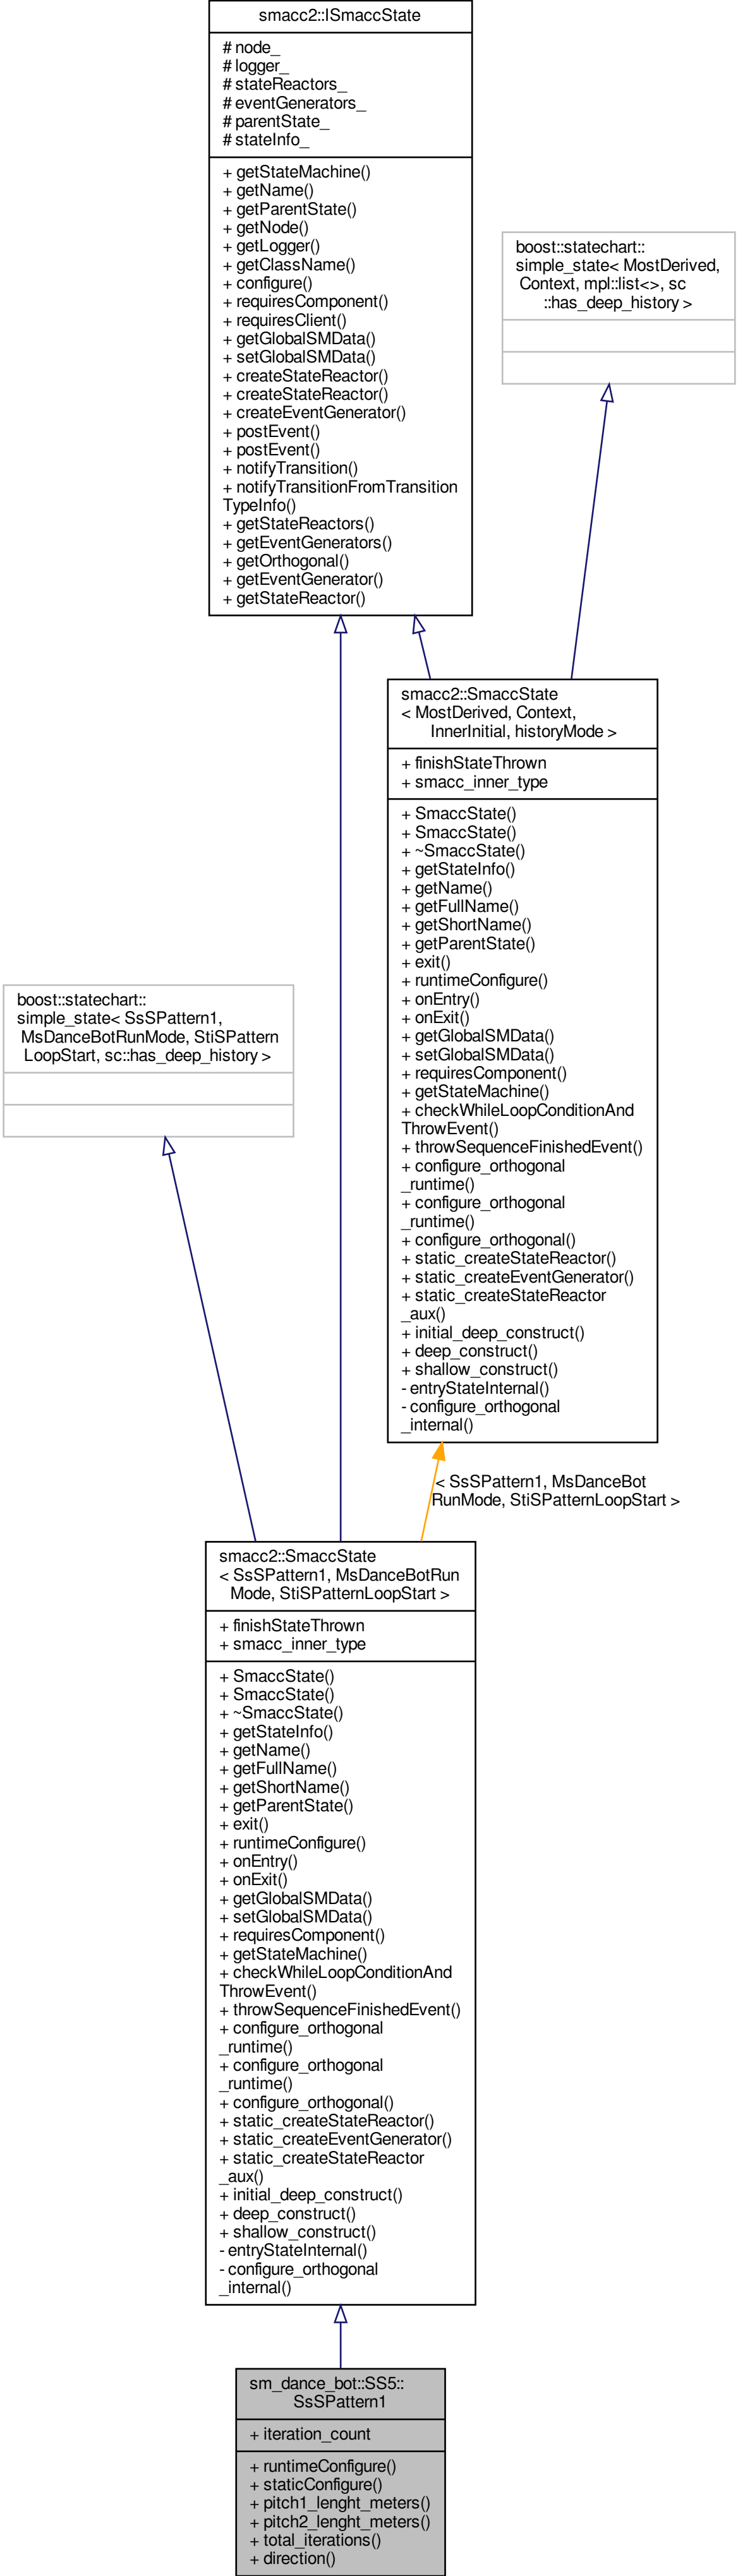 smacc2::ISmaccState
# node_
# logger_
# stateReactors_
# eventGenerators_
# parentState_
# stateInfo_
+ getStateMachine()
+ getName()
+ getParentState()
+ getNode()
+ getLogger()
+ getClassName()
+ configure()
+ requiresComponent()
+ requiresClient()
+ getGlobalSMData()
+ setGlobalSMData()
+ createStateReactor()
+ createStateReactor()
+ createEventGenerator()
+ postEvent()
+ postEvent()
+ notifyTransition()
+ notifyTransitionFromTransition
TypeInfo()
+ getStateReactors()
+ getEventGenerators()
+ getOrthogonal()
+ getEventGenerator()
+ getStateReactor()
boost::statechart::
simple_state< MostDerived,
Context, mpl::list<>, sc
::has_deep_history >
smacc2::SmaccState
< MostDerived, Context,
InnerInitial, historyMode >
+ finishStateThrown
+ smacc_inner_type
+ SmaccState()
+ SmaccState()
+ ~SmaccState()
+ getStateInfo()
+ getName()
+ getFullName()
+ getShortName()
+ getParentState()
+ exit()
+ runtimeConfigure()
+ onEntry()
+ onExit()
+ getGlobalSMData()
+ setGlobalSMData()
+ requiresComponent()
+ getStateMachine()
+ checkWhileLoopConditionAnd
ThrowEvent()
+ throwSequenceFinishedEvent()
+ configure_orthogonal
_runtime()
+ configure_orthogonal
_runtime()
+ configure_orthogonal()
+ static_createStateReactor()
+ static_createEventGenerator()
+ static_createStateReactor
_aux()
+ initial_deep_construct()
+ deep_construct()
+ shallow_construct()
- entryStateInternal()
- configure_orthogonal
_internal()
boost::statechart::
simple_state< SsSPattern1,
MsDanceBotRunMode, StiSPattern
LoopStart, sc::has_deep_history >
< SsSPattern1, MsDanceBot
RunMode, StiSPatternLoopStart >
smacc2::SmaccState
< SsSPattern1, MsDanceBotRun
Mode, StiSPatternLoopStart >
+ finishStateThrown
+ smacc_inner_type
+ SmaccState()
+ SmaccState()
+ ~SmaccState()
+ getStateInfo()
+ getName()
+ getFullName()
+ getShortName()
+ getParentState()
+ exit()
+ runtimeConfigure()
+ onEntry()
+ onExit()
+ getGlobalSMData()
+ setGlobalSMData()
+ requiresComponent()
+ getStateMachine()
+ checkWhileLoopConditionAnd
ThrowEvent()
+ throwSequenceFinishedEvent()
+ configure_orthogonal
_runtime()
+ configure_orthogonal
_runtime()
+ configure_orthogonal()
+ static_createStateReactor()
+ static_createEventGenerator()
+ static_createStateReactor
_aux()
+ initial_deep_construct()
+ deep_construct()
+ shallow_construct()
- entryStateInternal()
- configure_orthogonal
_internal()
sm_dance_bot::SS5::
SsSPattern1
+ iteration_count
+ runtimeConfigure()
+ staticConfigure()
+ pitch1_lenght_meters()
+ pitch2_lenght_meters()
+ total_iterations()
+ direction()